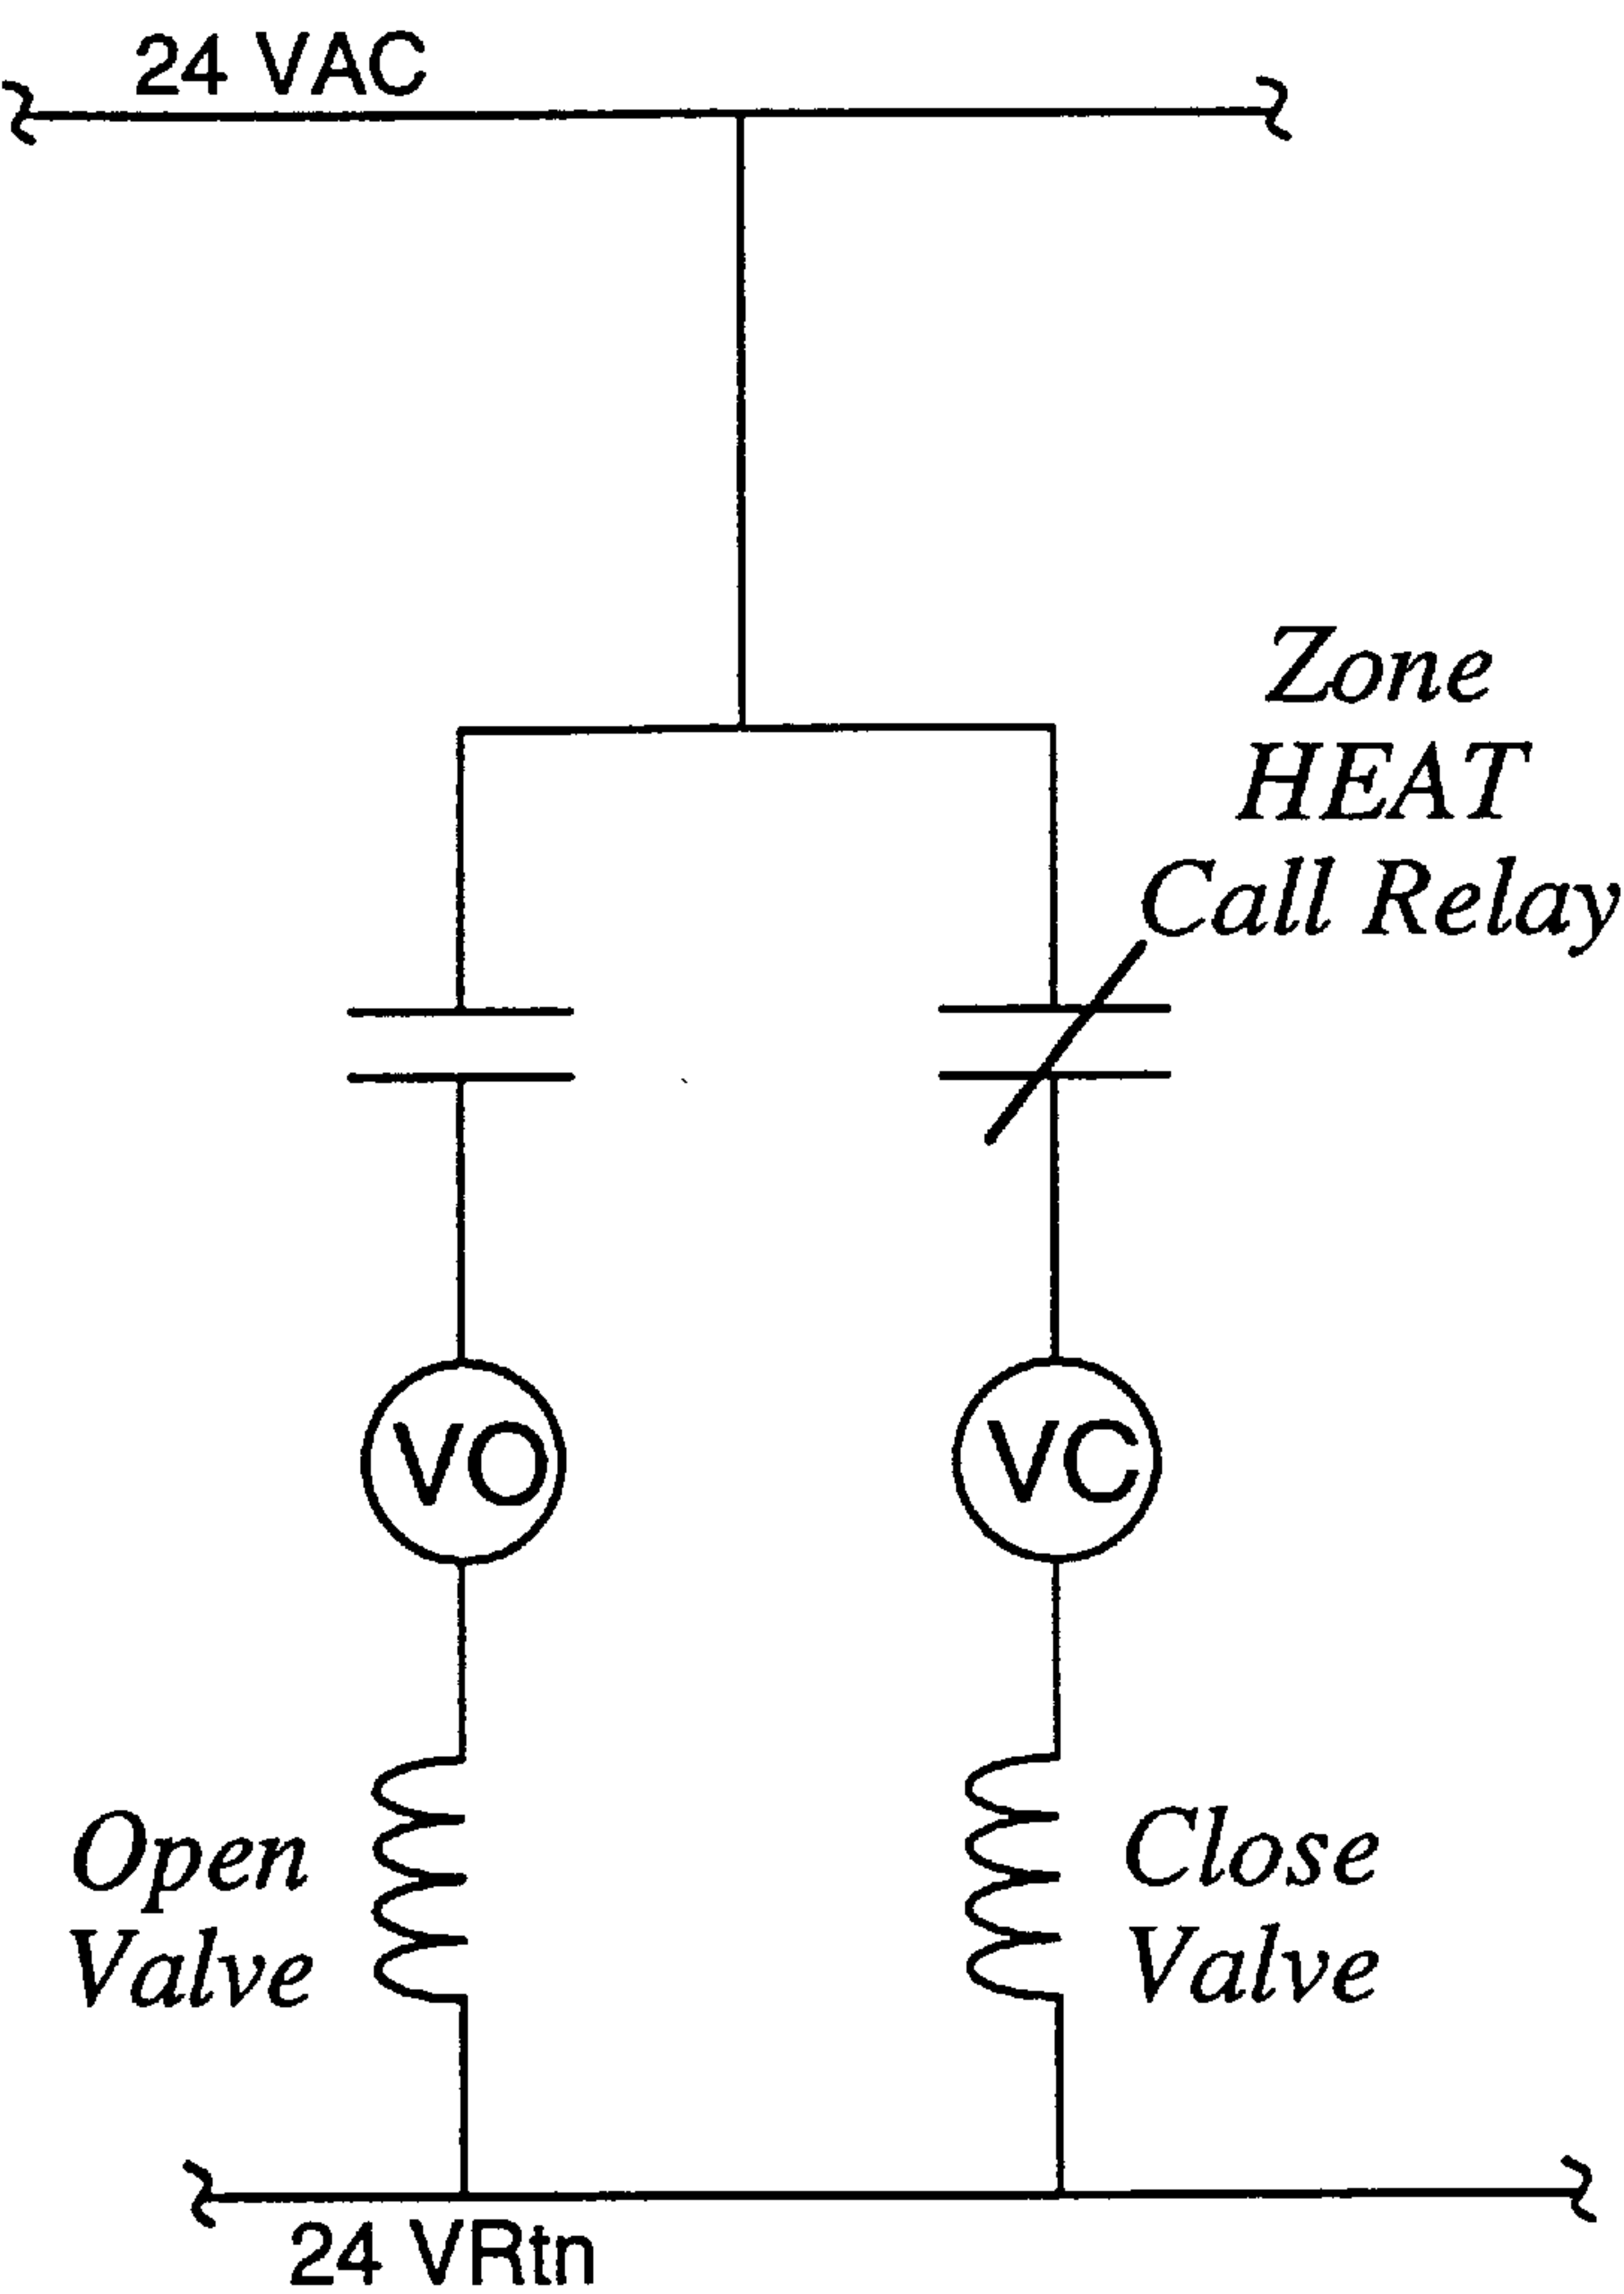 24 VAC
Zone
HEAT
Call Relay
VO
VC
Open
Valve
Close
Valve
24 VRtn